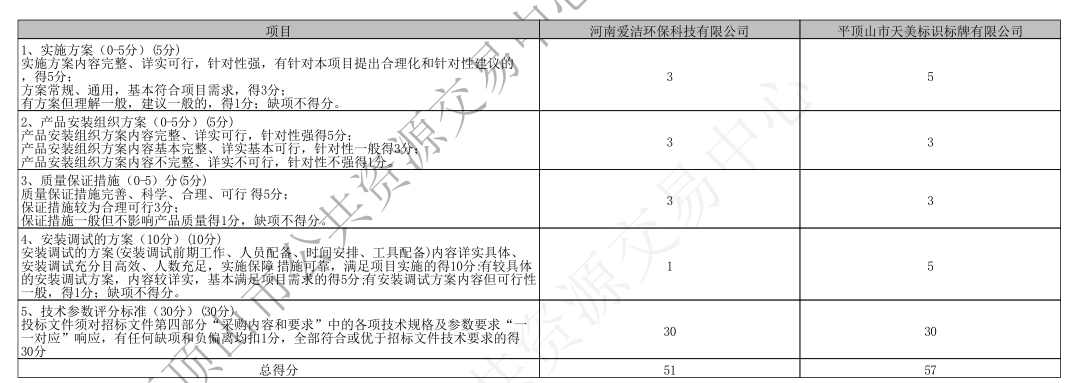 项目 河南爱洁环保科技有限公司 平顶山市天美标识标牌有限公司
1、实施方案（0-5分）(5分)
实施方案内容完整、详实可行，针对性强，有针对本项目提出合理化和针对性建议的
，得5分；
方案常规、通用，基本符合项目需求，得3分；
有方案但理解一般，建议一般的，得1分；缺项不得分。
3 5
2、产品安装组织方案（0-5分）(5分)
产品安装组织方案内容完整、详实可行，针对性强得5分；
产品安装组织方案内容基本完整、详实基本可行，针对性一般得3分；
产品安装组织方案内容不完整、详实不可行，针对性不强得1分。
3 3
3、质量保证措施（0-5）分(5分)
质量保证措施完善、科学、合理、可行 得5分；
保证措施较为合理可行3分；
保证措施一般但不影响产品质量得1分，缺项不得分。
3 3
4、安装调试的方案（10分）(10分)
安装调试的方案(安装调试前期工作、人员配备、时间安排、工具配备)内容详实具体、
安装调试充分目高效、人数充足，实施保障 措施可靠，满足项目实施的得10分;有较具体
的安装调试方案，内容较详实，基本满足项目需求的得5分;有安装调试方案内容但可行性
一般，得1分；缺项不得分。
1 5
5、技术参数评分标准（30分）(30分)
投标文件须对招标文件第四部分“采购内容和要求”中的各项技术规格及参数要求“一
一对应”响应，有任何缺项和负偏离均扣1分，全部符合或优于招标文件技术要求的得
30分
30 30
总得分 51 57
顶山市公共资源交易中心
共资源交易中心